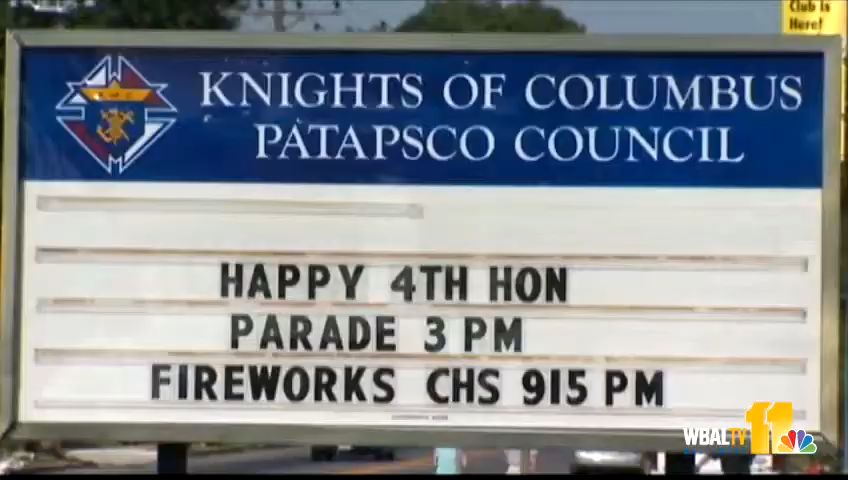 Club is
Here!
KNIGHTS OF COLUMBUS
PATAPSCO COUNCIL
HAPPY 4TH HON
PARADE 3 PM
FIREWORKS CHS 915 PM
WBALTV 11